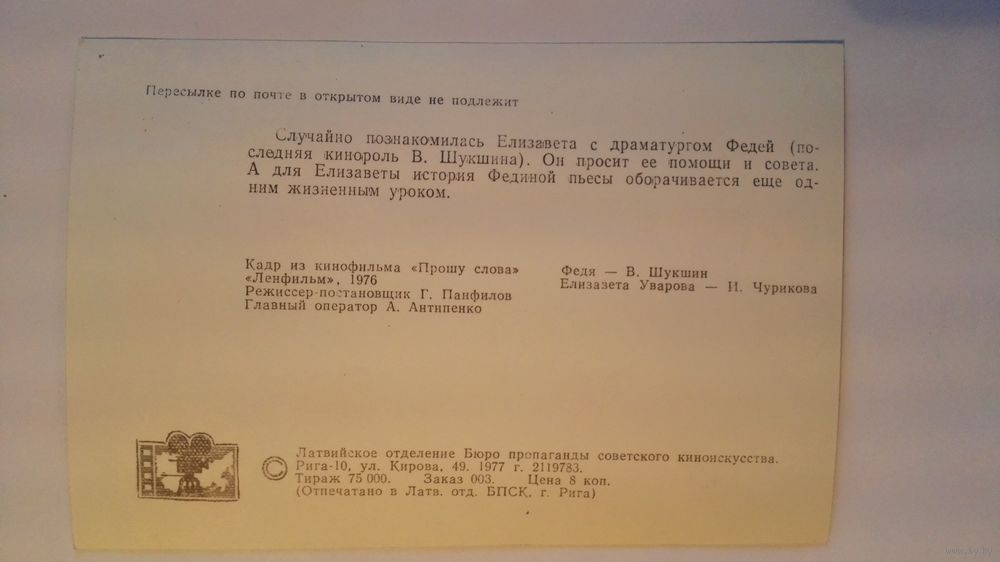 Пересылке по почте в открытом виде не подлежит
Случайно познакомилась Елизавета с драматургом Федей (по-
следняя кинороль В. Шукшина). Он просит ее помощи и совета.
А для Елизаветы история Фединой пьесы оборачивается еще од-
ним жизненным уроком.
Кадр из кинофильма «Прошу слова»
«Ленфильм», 1976
Режиссер-постановщик Г. Панфилов
Главный оператор А. Антипенко
Федя — В. Шукшин
Елизазета Уварова — И. Чурикова
© Латвийское отделение Бюро пропаганды советского киноискусства.
Рига-10, ул. Кирова, 49. 1977 г. 2119783.
Тираж 75 000. Заказ 003. Цена 8 коп.
(Отпечатано в Латв. отд. БПСК, г. Рига)